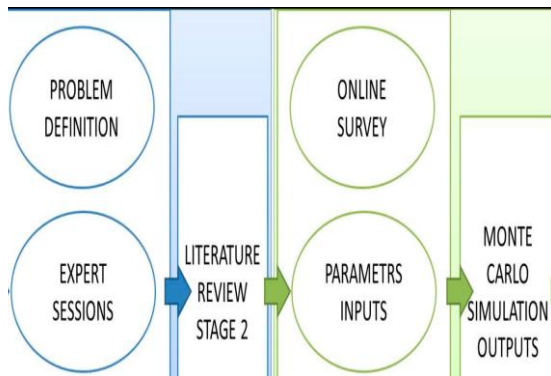 PROBLEM
DEFINITION
EXPERT
SESSIONS
LITERATURE
REVIEW
STAGE 2
ONLINE
SURVEY
PARAMETRS
INPUTS
MONTE
CARLO
SIMULATION
OUTPUTS